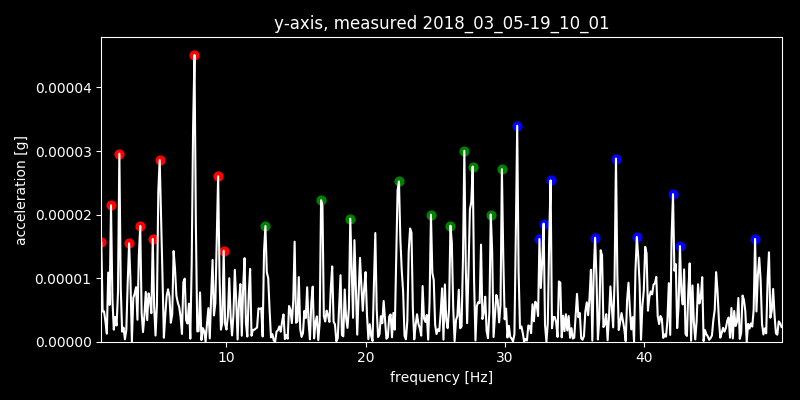 y-axis, measured 2018_03_05-19_10_01
0.00004
0.00003
0.00002
0.00001
0.00000
acceleration [g]
10 20 30 40
frequency [Hz]